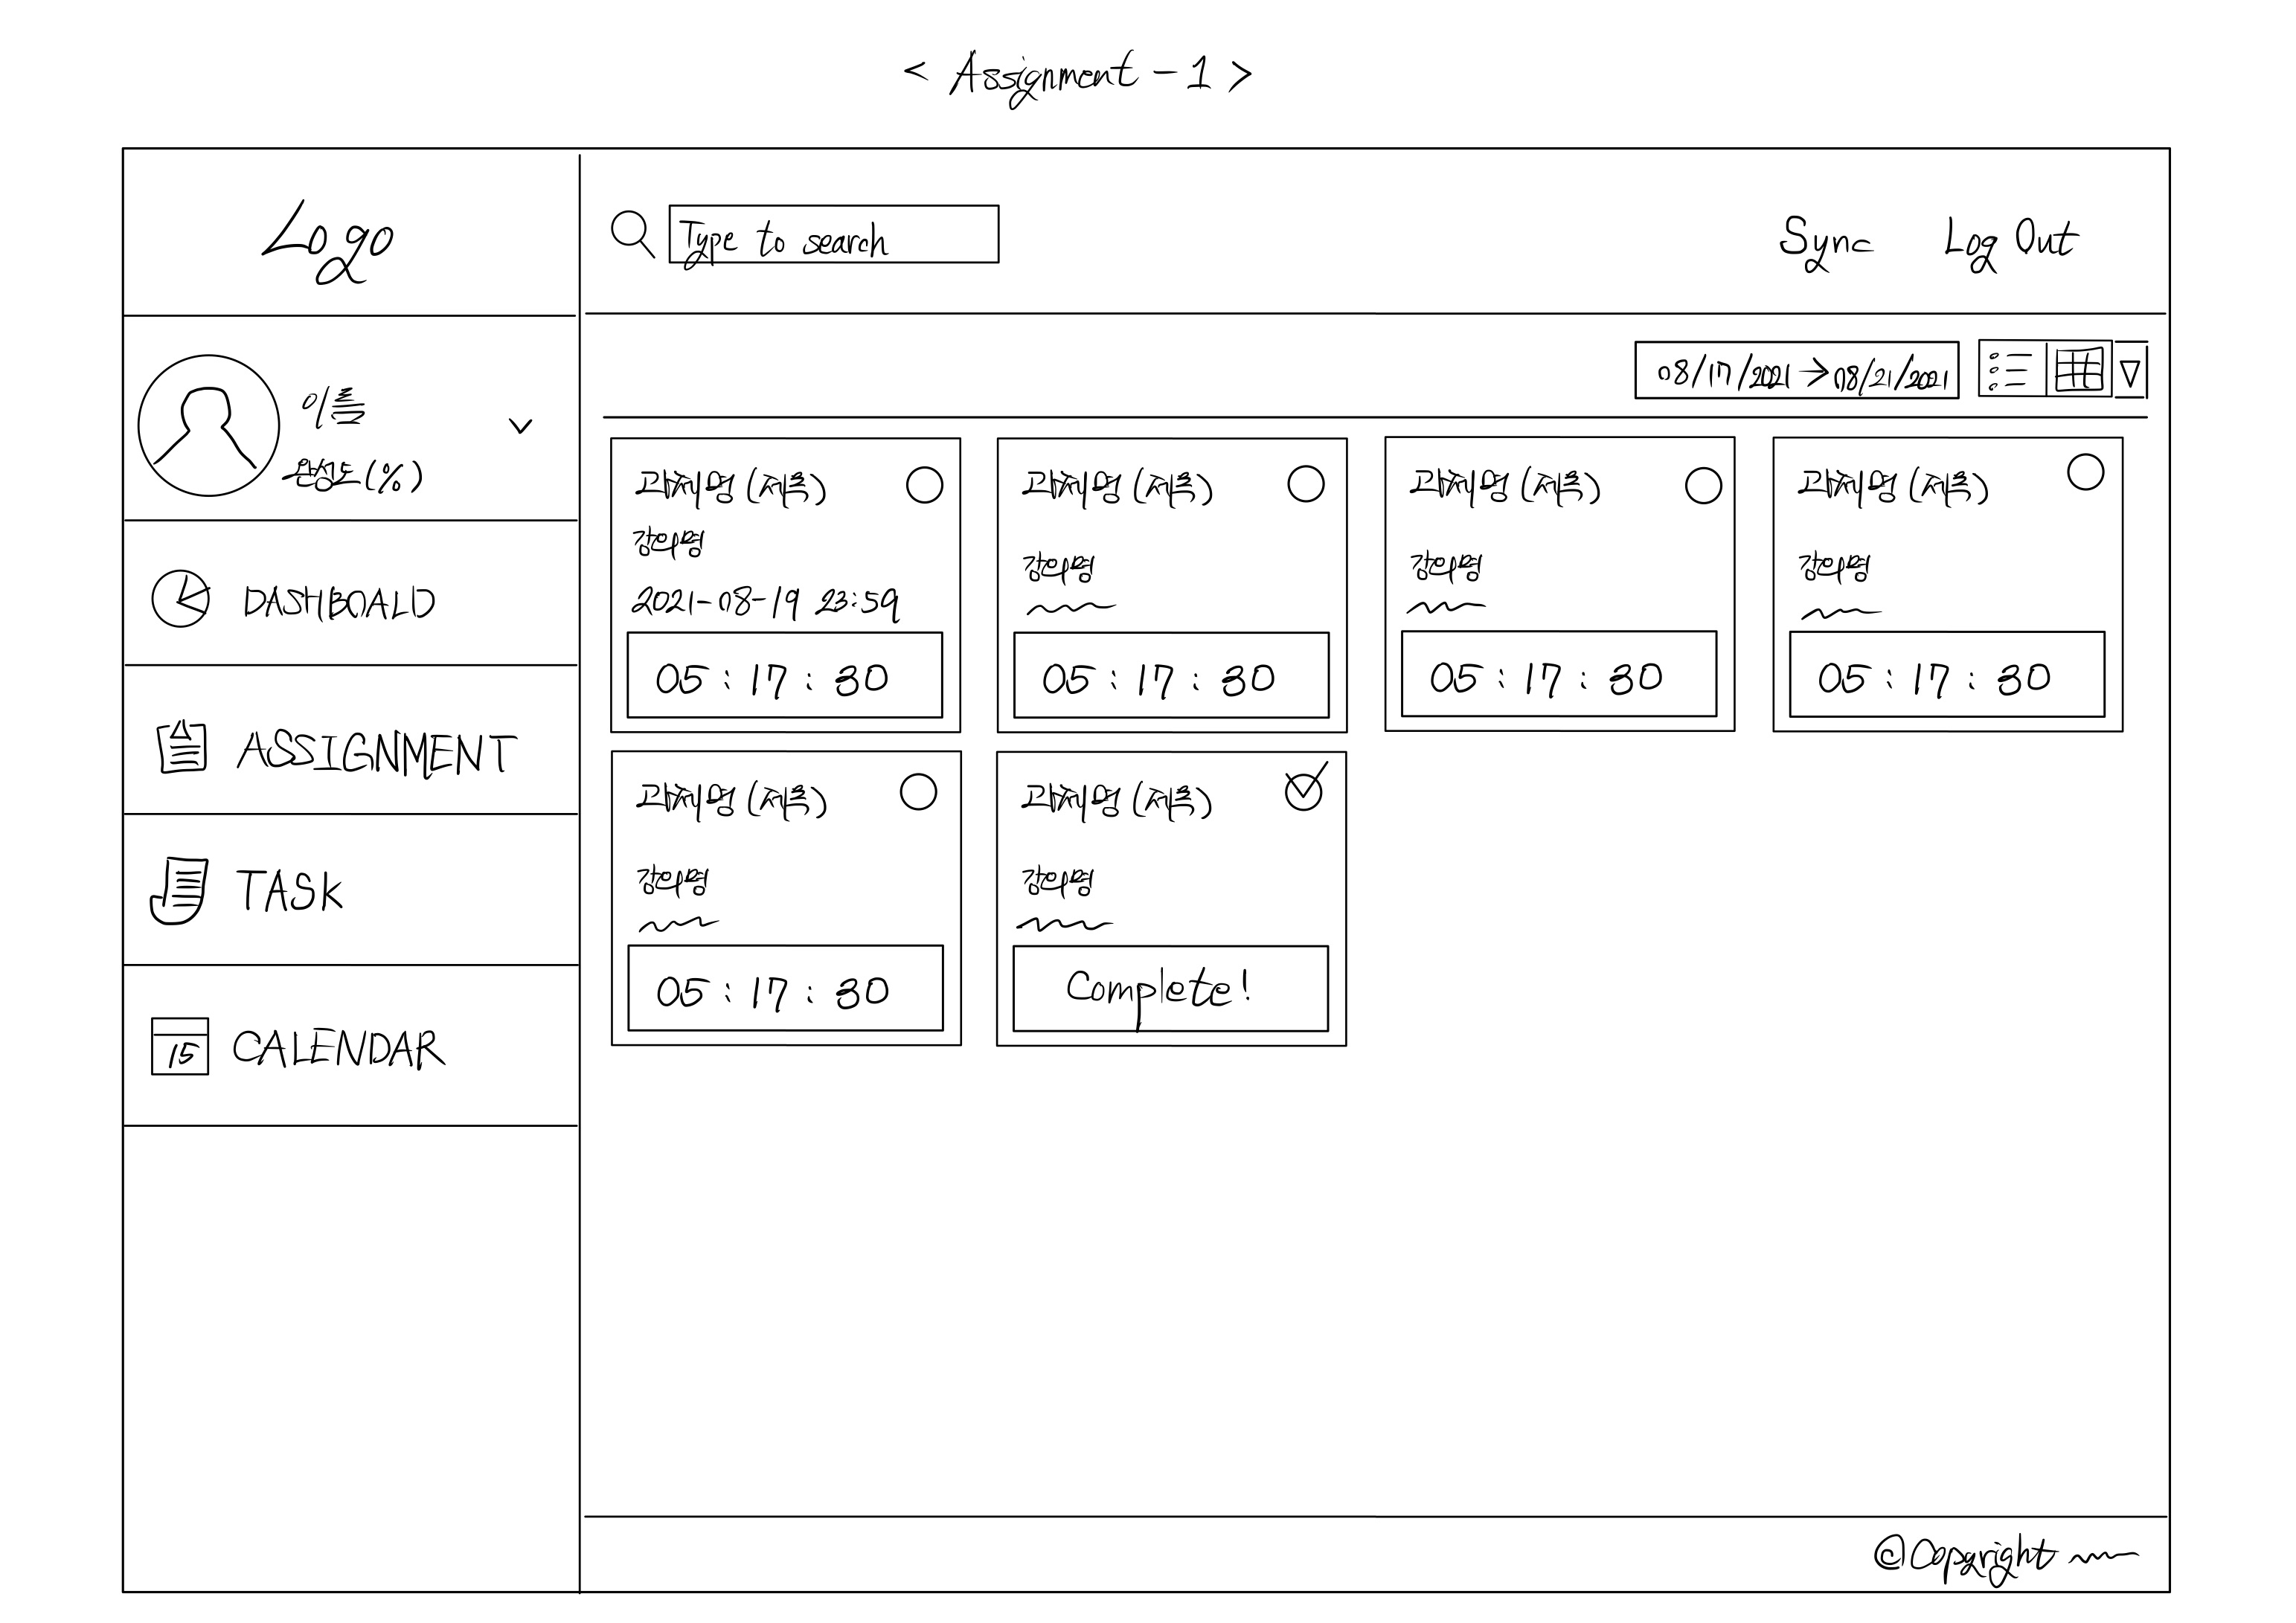 < Assignment - 1 >
Logo
Type to search
Sync
Log Out
이름
완성도 (%)
DASHBOALD
ASSIGNMENT
TASK
15
CALENDAR
08/17/2021 → 08/21/2021
과제명 (제목)
강의명
2021-08-19 23:59
05 : 17 : 30
과제명 (제목)
강의명
05 : 17 : 30
과제명 (제목)
강의명
05 : 17 : 30
과제명 (제목)
강의명
05 : 17 : 30
과제명 (제목)
강의명
05 : 17 : 30
과제명 (제목)
강의명
Complete!
©Copyright